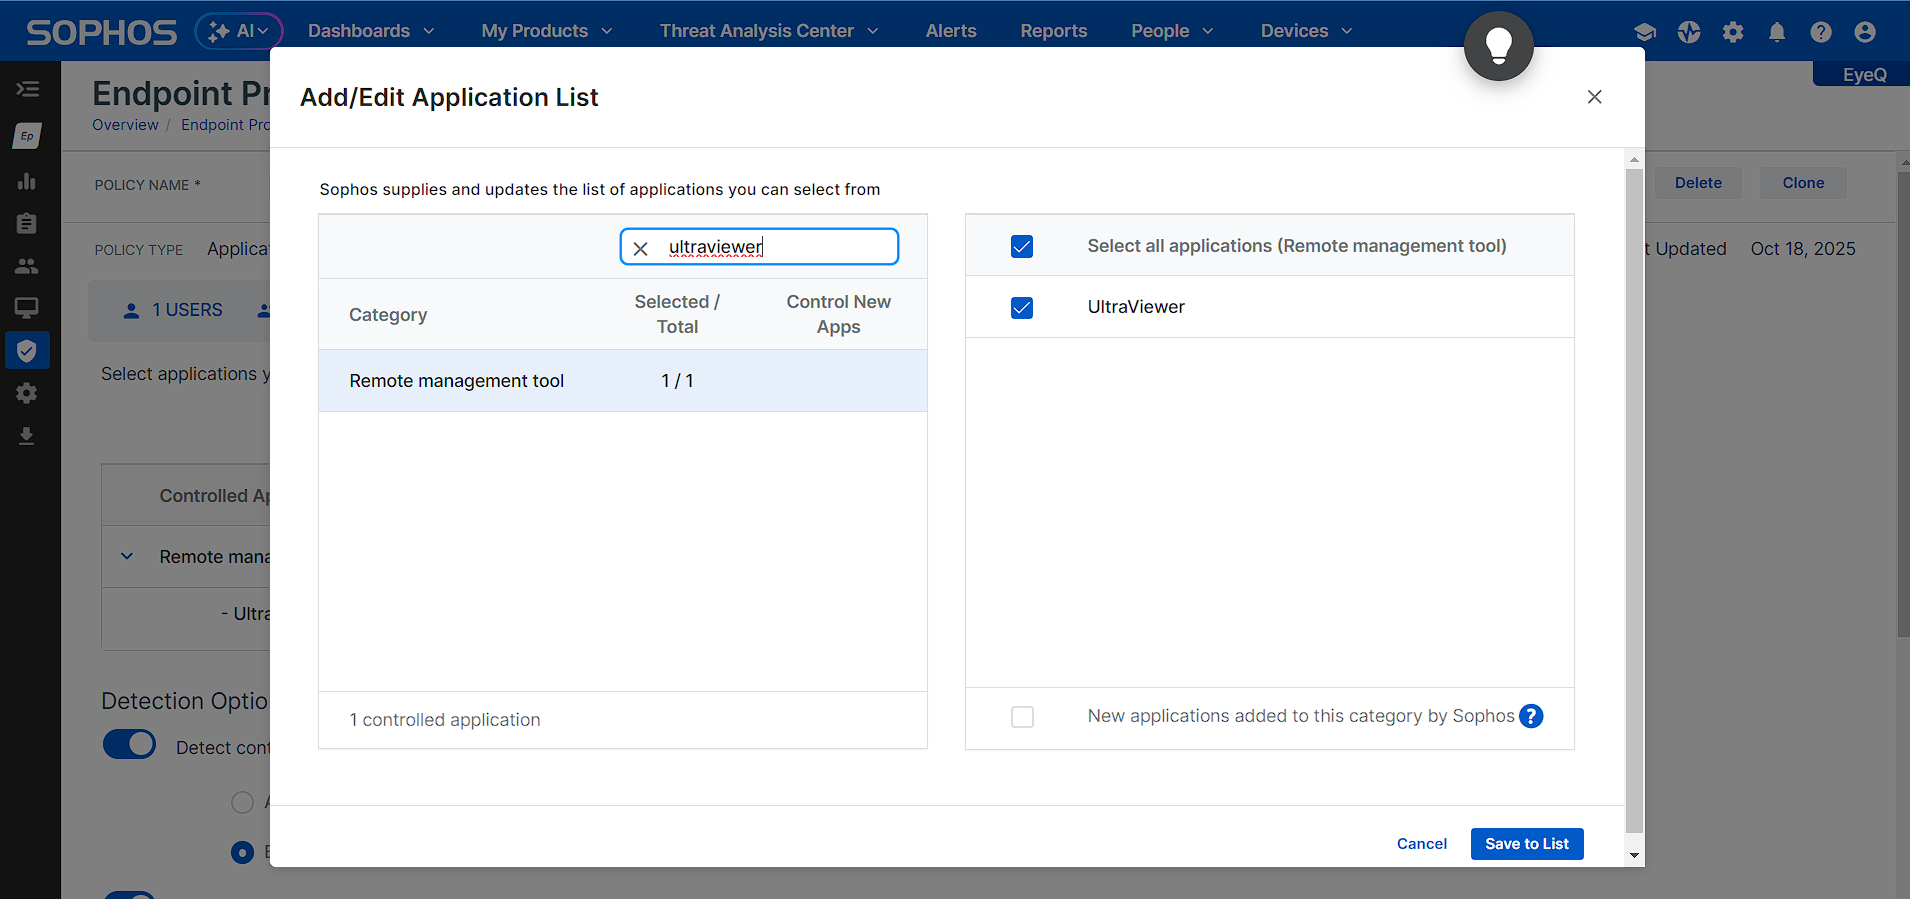 SOPHOS
AI
Dashboards
My Products
Threat Analysis Center
Alerts
Reports
People
Devices
EyeQ
Endpoint Pr
Overview / Endpoint Pro
Add/Edit Application List
POLICY NAME *
Delete
Clone
POLICY TYPE Applica
t Updated Oct 18, 2025
1 USERS
Select applications y
Controlled Ap
Remote mana
- Ultra
Detection Optio
Detect cont
Sophos supplies and updates the list of applications you can select from
ultraviewer
Category
Selected /
Total
Control New
Apps
Remote management tool 1 / 1
1 controlled application
Select all applications (Remote management tool)
UltraViewer
New applications added to this category by Sophos ?
Cancel
Save to List
Ep